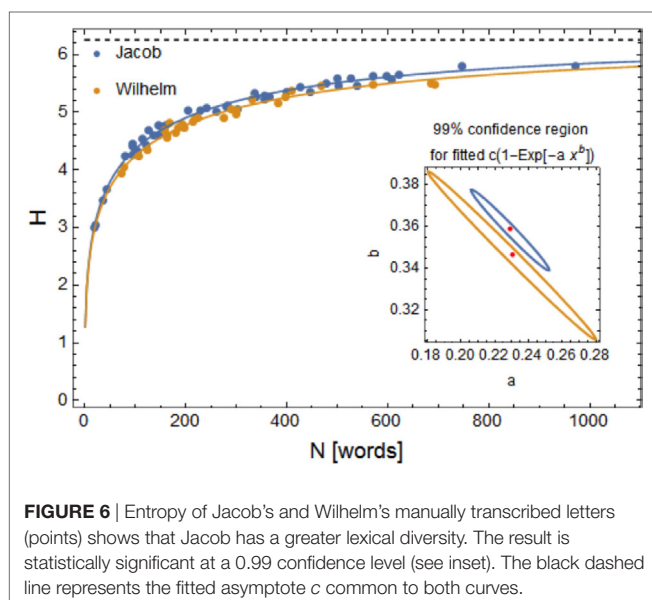 6
5
4
3
2
1
0
H
Jacob
Wilhelm
99% confidence region
for fitted c(1-Exp[-a x^b])
0.38
0.36
0.34
0.32
b
0.18 0.20 0.22 0.24 0.26 0.28
a
0 200 400 600 800 1000
N [words]
FIGURE 6 | Entropy of Jacob's and Wilhelm's manually transcribed letters
(points) shows that Jacob has a greater lexical diversity. The result is
statistically significant at a 0.99 confidence level (see inset). The black dashed
line represents the fitted asymptote c common to both curves.